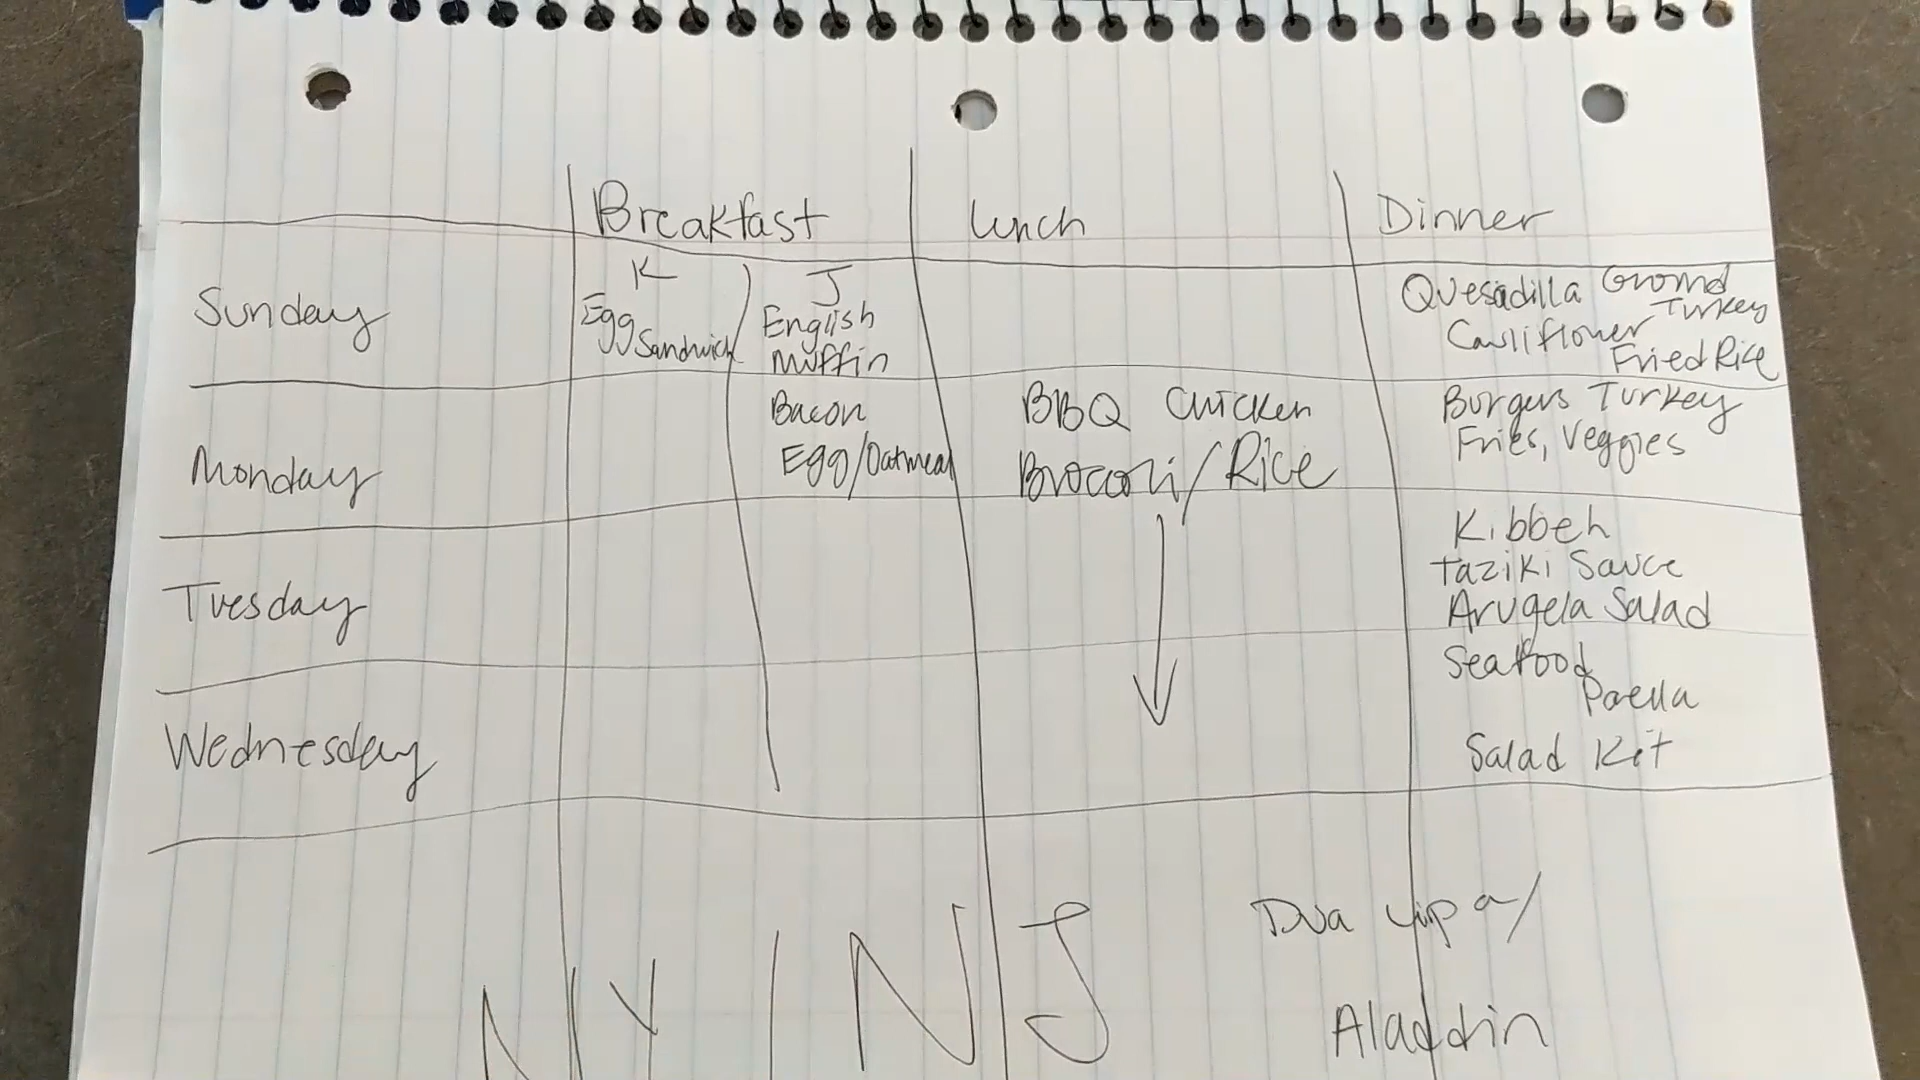 Breakfast Lunch Dinner
K J
Sunday Egg Sandwich English Muffin Quesadilla Ground Turkey
Cauliflower Fried Rice
Monday Bacon Egg/Oatmeal BBQ Chicken Broccoli/Rice Burgers Turkey
Fries, Veggies
Tuesday Kibbeh
Taziki Sauce
Arugela Salad
Wednesday Seafood Paella
Salad Kit
NY/NJ
Dua Lipa/
Aladdin